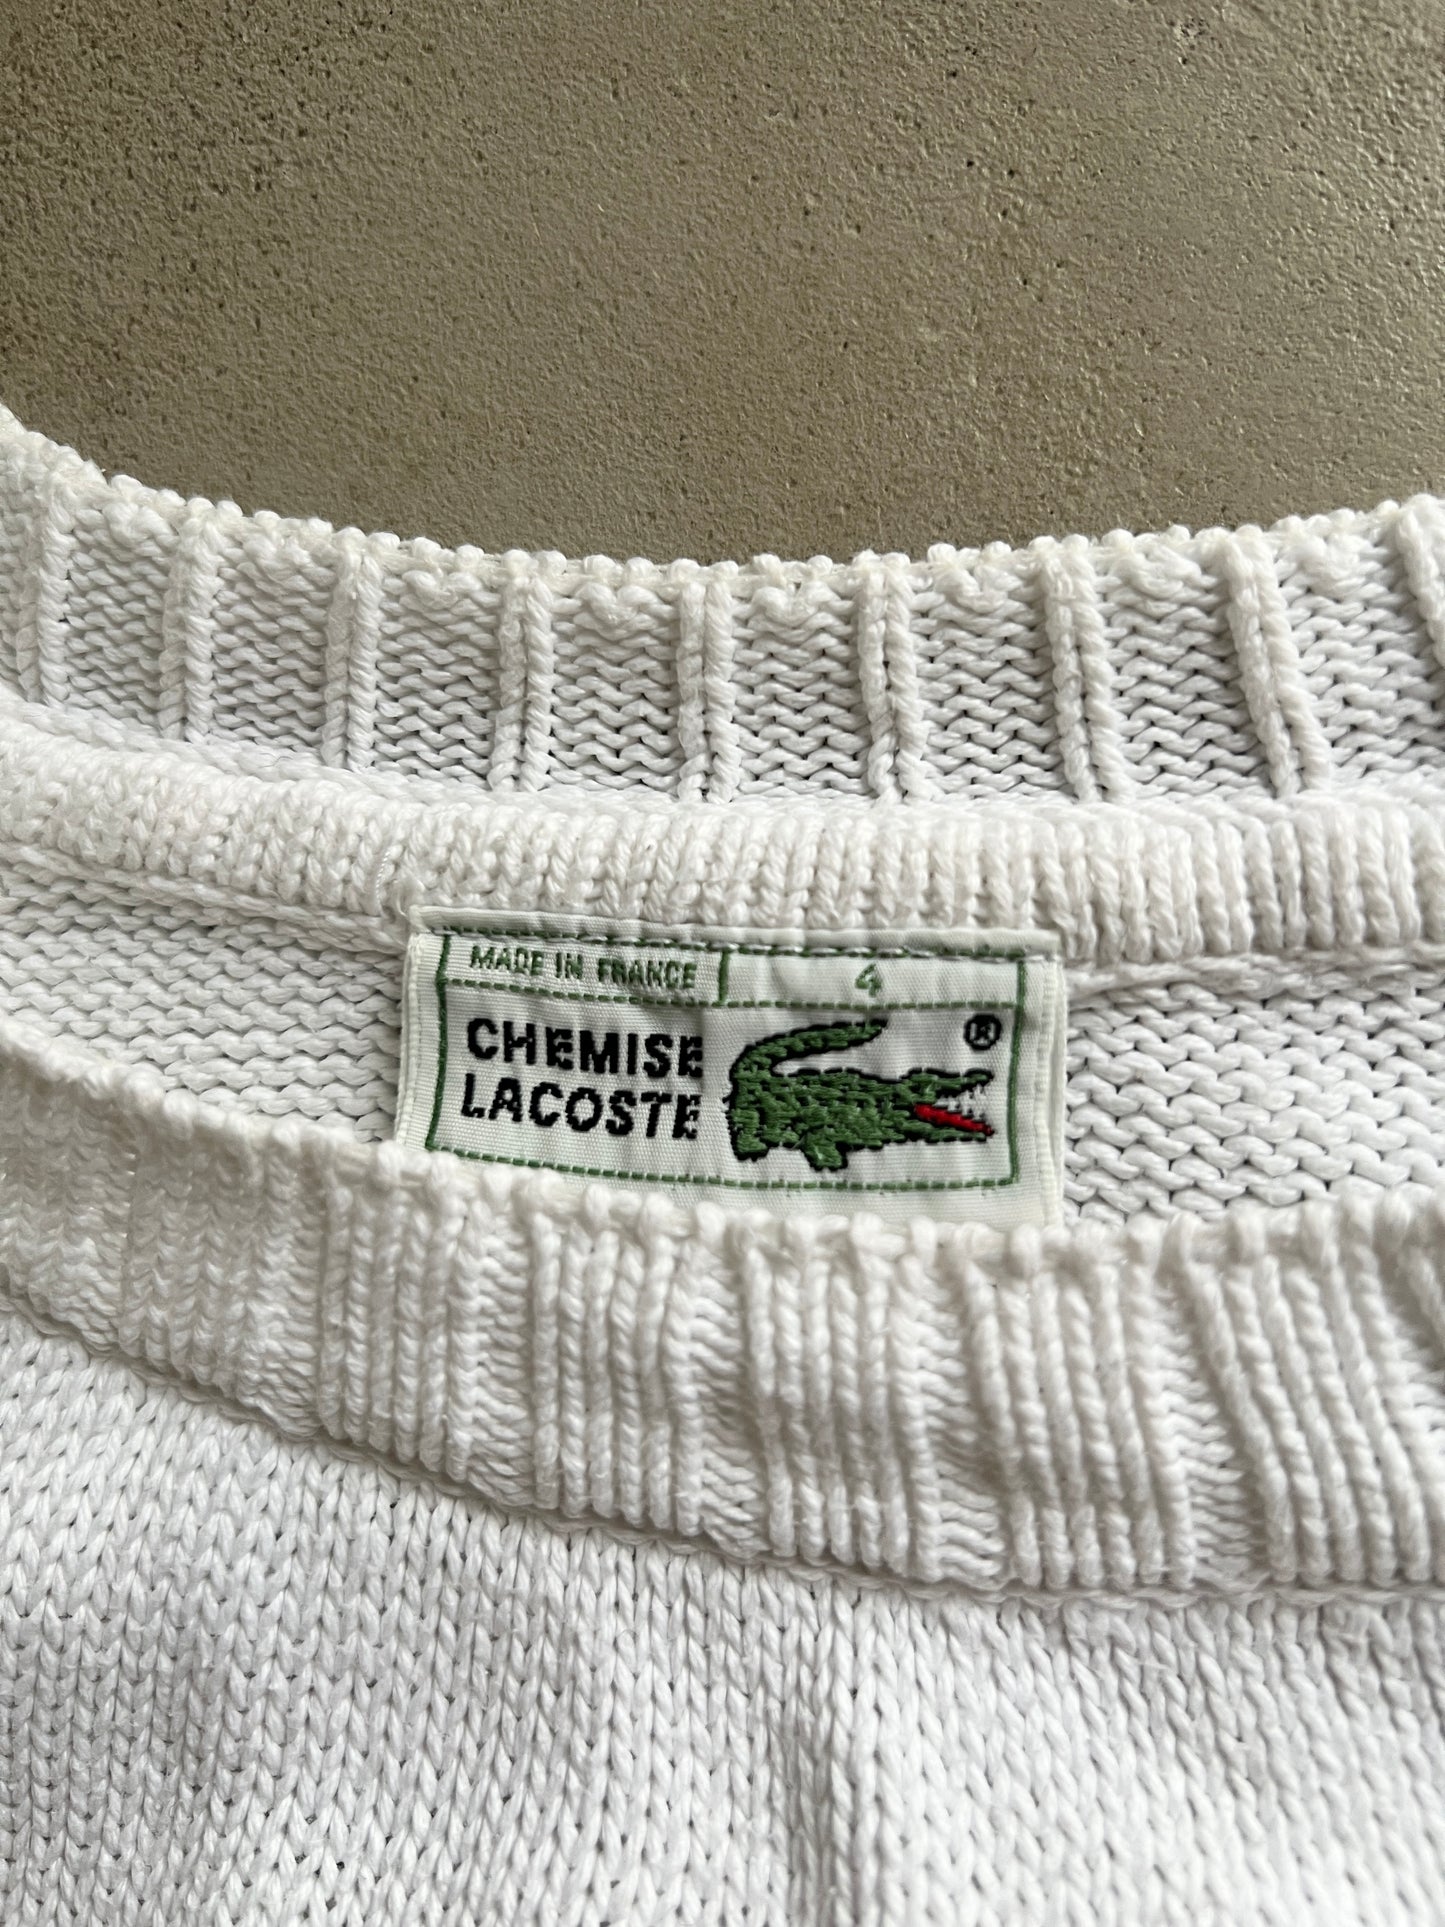 MADE IN FRANCE 4
CHEMISE
LACOSTE
®